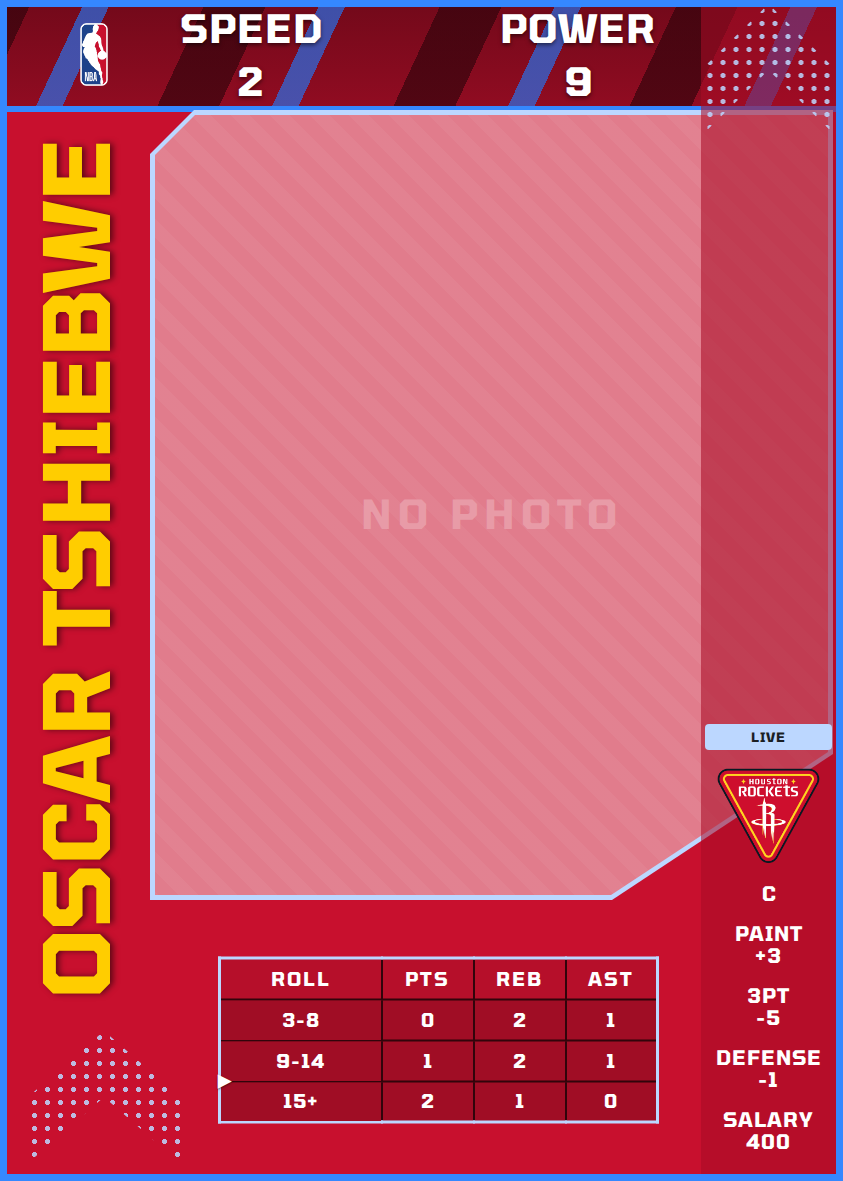 SPEED
2
POWER
9
NBA
OSCAR TSHIEBWE
NO PHOTO
LIVE
HOUSTON
ROCKETS
R
C
PAINT
+3
3PT
-5
DEFENSE
-1
SALARY
400
ROLL PTS REB AST
3-8 0 2 1
9-14 1 2 1
15+ 2 1 0